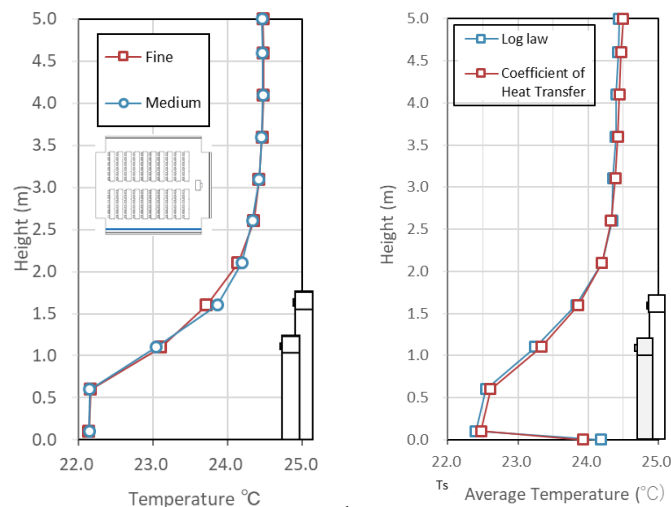 5.0
4.5
4.0
3.5
3.0
2.5
2.0
1.5
1.0
0.5
0.0
Height (m)
Fine
Medium
22.0 23.0 24.0 25.0
Temperature ℃
5.0
4.5
4.0
3.5
3.0
2.5
2.0
1.5
1.0
0.5
0.0
Height (m)
Log law
Coefficient of
Heat Transfer
22.0 23.0 24.0 25.0
Ts Average Temperature (℃)